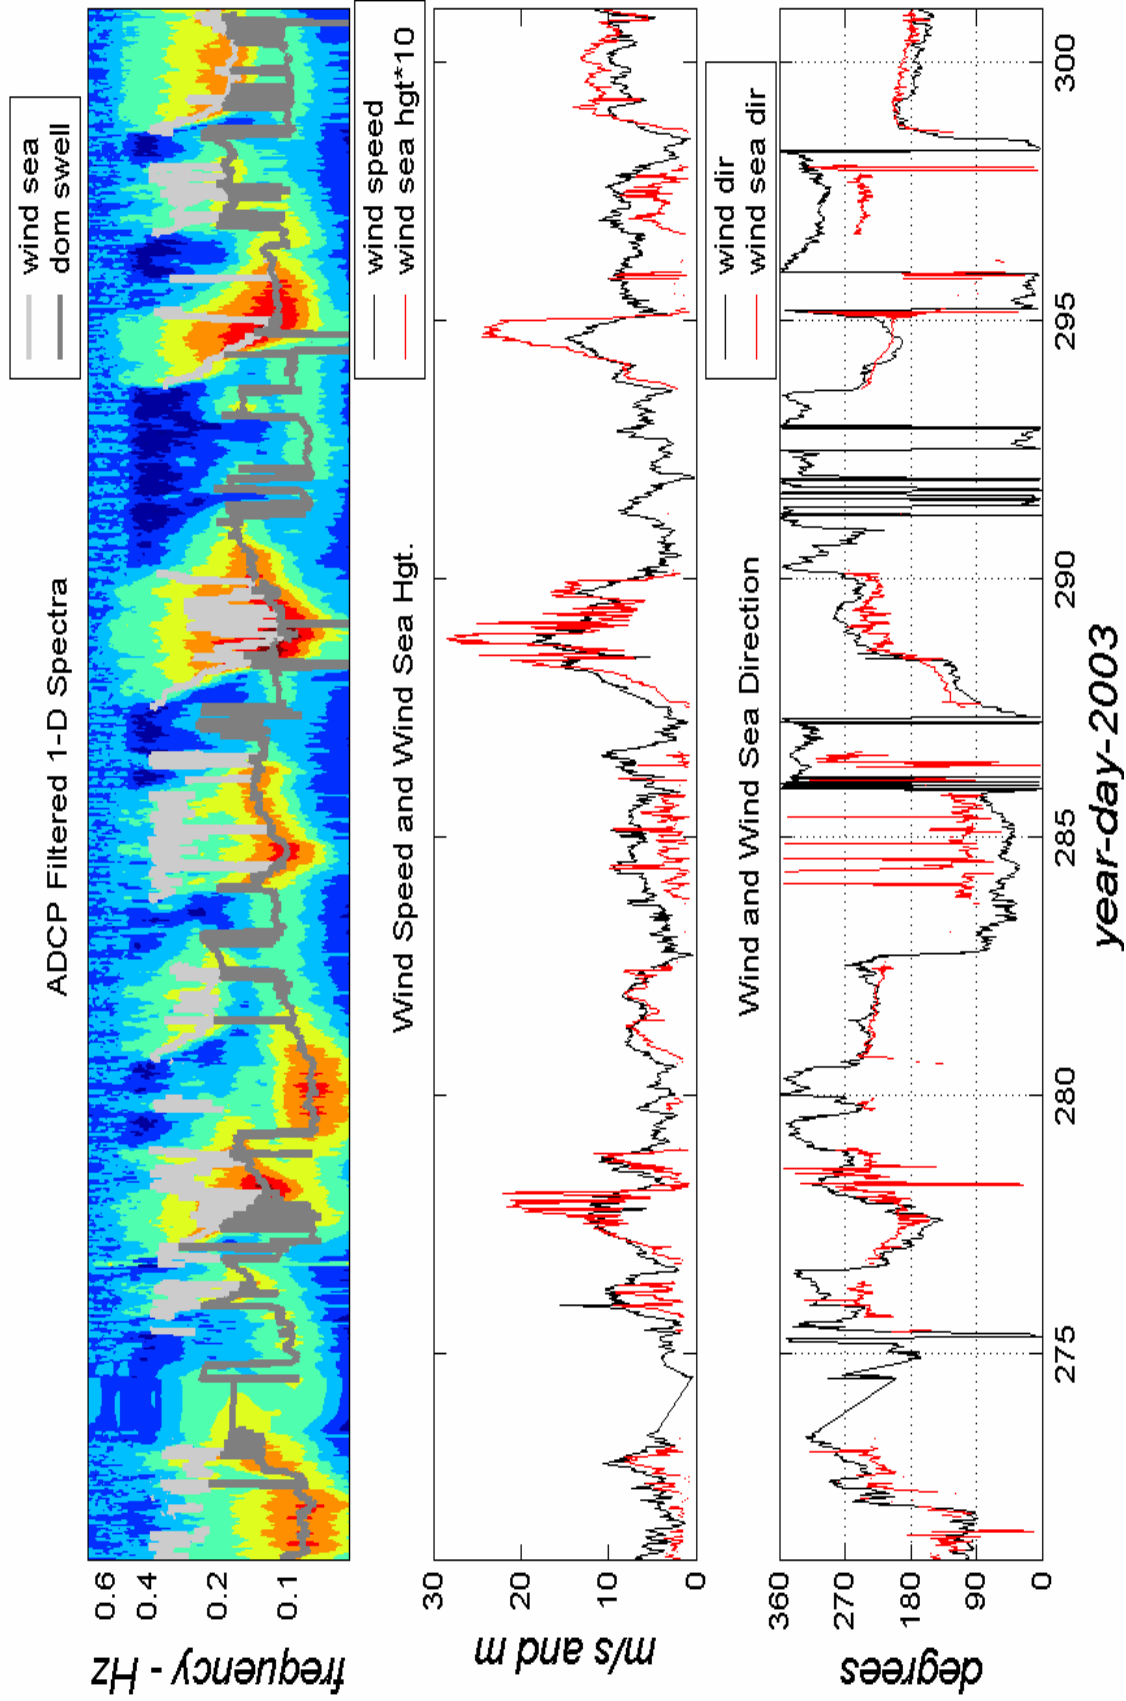 ADCP Filtered 1-D Spectra
wind sea
dom swell
frequency - Hz
0.6
0.4
0.2
0.1
Wind Speed and Wind Sea Hgt.
wind speed
wind sea hgt*10
m/s and m
30
20
10
0
Wind and Wind Sea Direction
wind dir
wind sea dir
degrees
360
270
180
90
0
275
280
285
290
295
300
year-day-2003